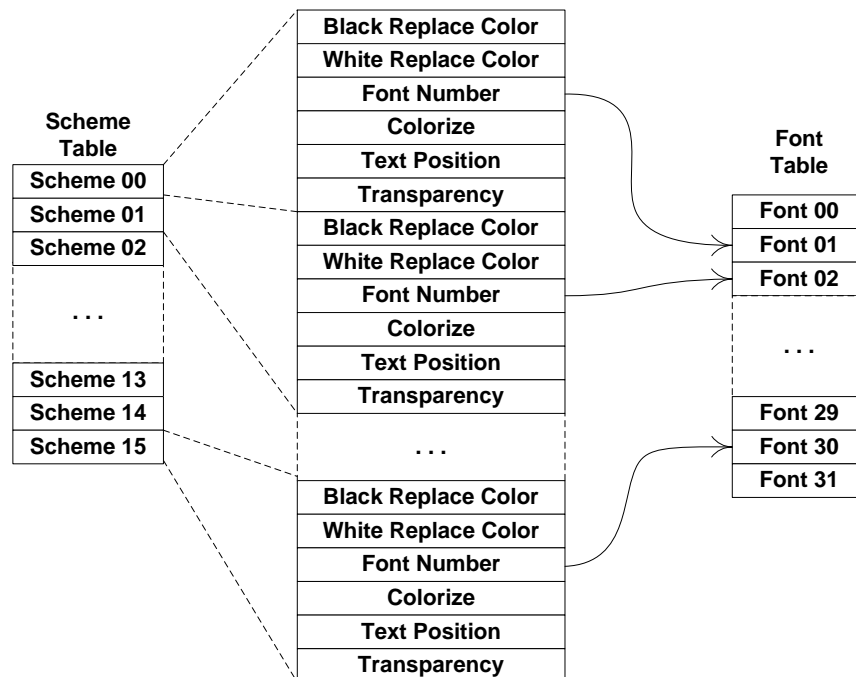 Scheme
Table
Scheme 00
Scheme 01
Scheme 02
. . .
Scheme 13
Scheme 14
Scheme 15
Black Replace Color
White Replace Color
Font Number
Colorize
Text Position
Transparency
Black Replace Color
White Replace Color
Font Number
Colorize
Text Position
Transparency
. . .
Black Replace Color
White Replace Color
Font Number
Colorize
Text Position
Transparency
Font
Table
Font 00
Font 01
Font 02
. . .
Font 29
Font 30
Font 31